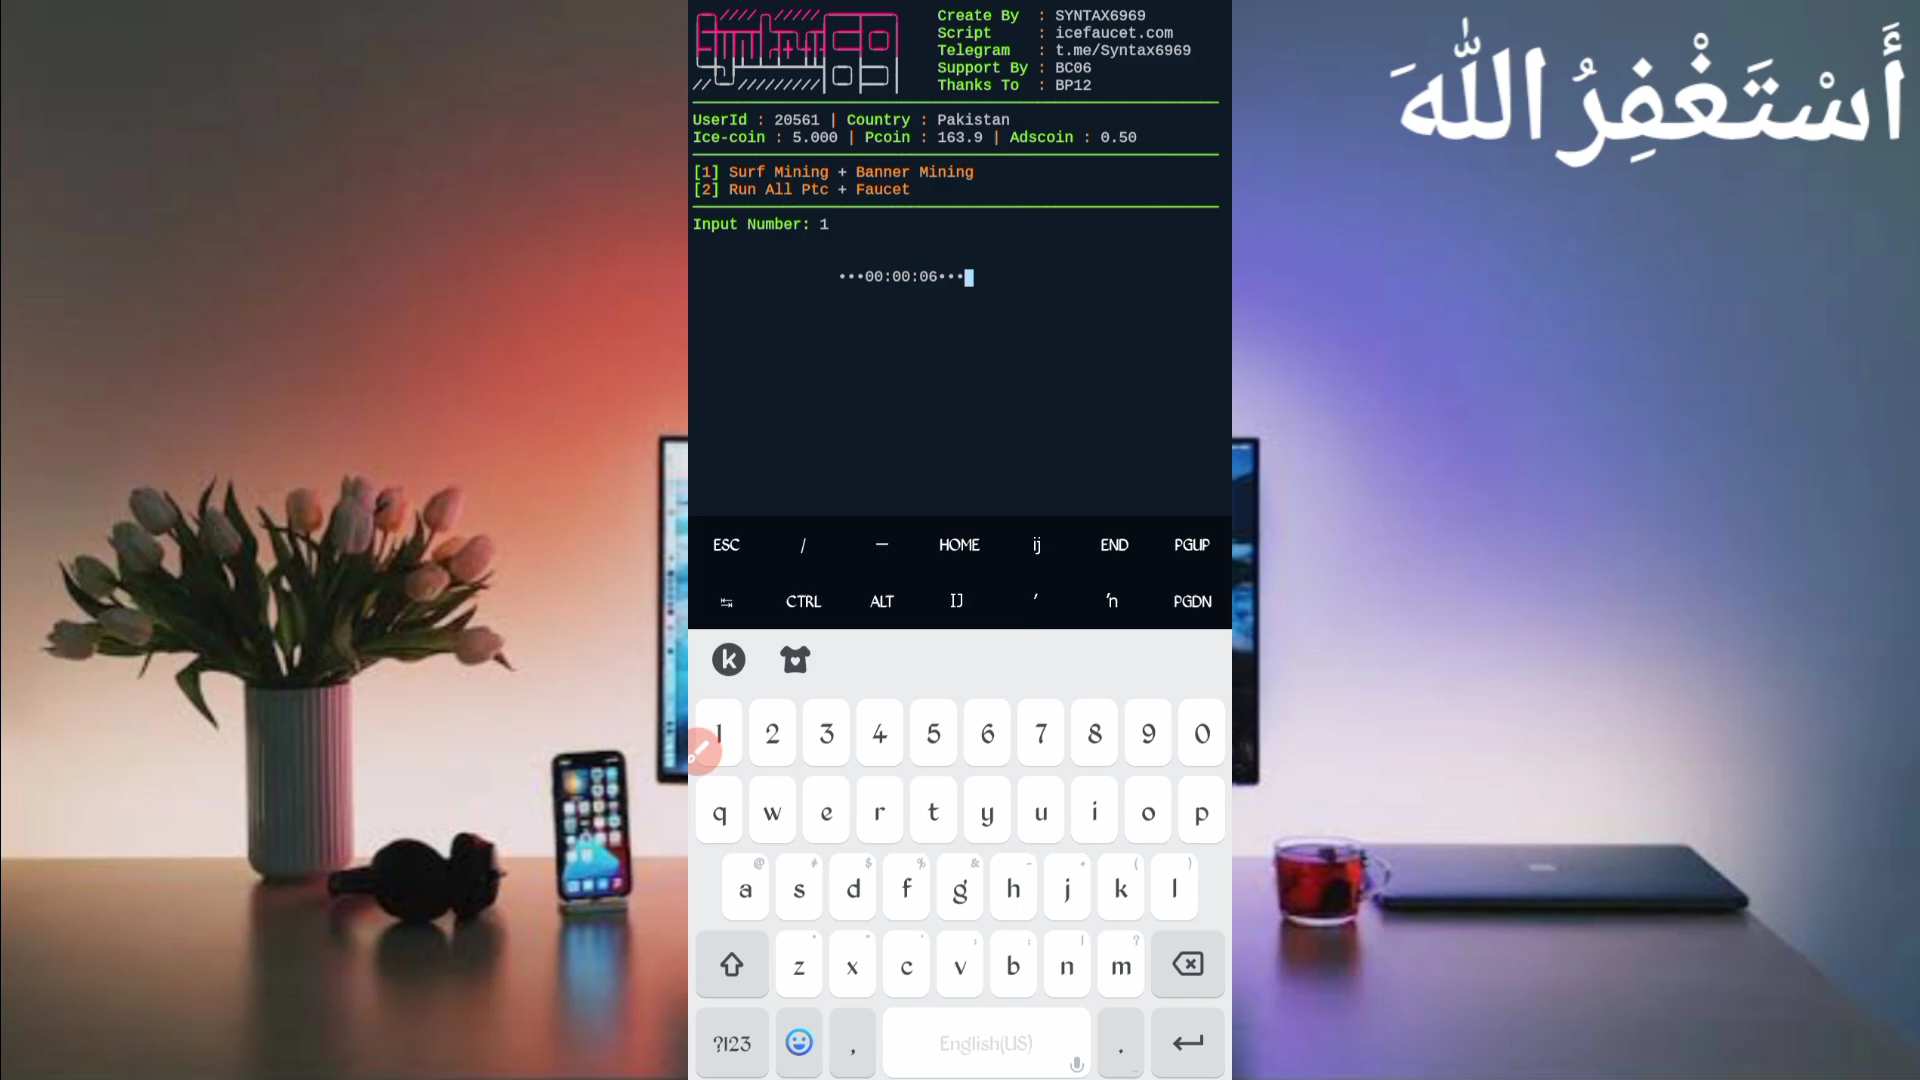 Create By : SYNTAX6969
Script : icefaucet.com
Telegram : t.me/Syntax6969
Support By : BC06
Thanks To : BP12
UserId : 20561 | Country : Pakistan
Ice-coin : 5.000 | Pcoin : 163.9 | Adscoin : 0.50
[1] Surf Mining + Banner Mining
[2] Run All Ptc + Faucet
Input Number: 1
•••00:00:06•••
أَسْتَغْفِرُ اللّٰهَ
ESC / — HOME ij END PGUP
CTRL ALT PGDN
k
1 2 3 4 5 6 7 8 9 0
q w e r t y u i o p
a s d f g h j k l
z x c v b n m
?123 , English(US) .